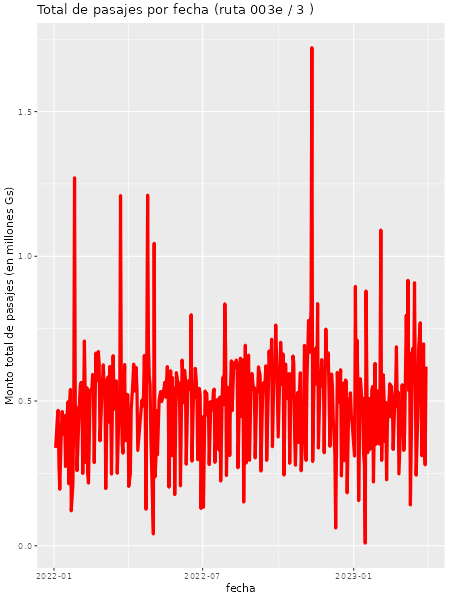 Total de pasajes por fecha (ruta 003e / 3 )
Monto total de pasajes (en millones Gs)
1.5
1.0
0.5
0.0
2022-01
2022-07
2023-01
fecha